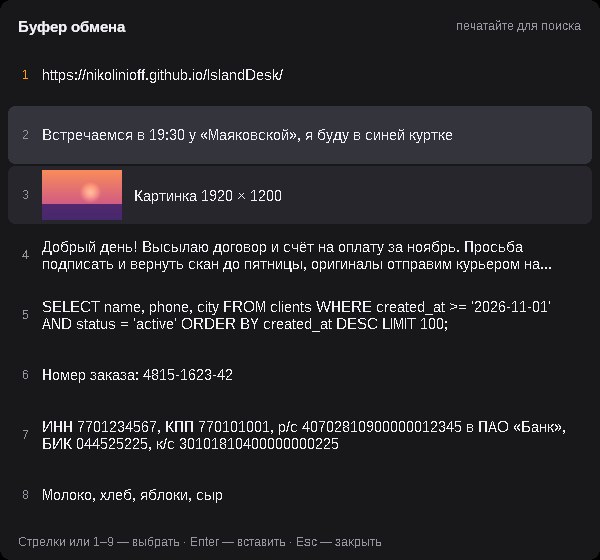 Буфер обмена
печатайте для поиска
1 https://nikolinioff.github.io/IslandDesk/
2 Встречаемся в 19:30 у «Маяковской», я буду в синей куртке
3 Картинка 1920 × 1200
4 Добрый день! Высылаю договор и счёт на оплату за ноябрь. Просьба
подписать и вернуть скан до пятницы, оригиналы отправим курьером на...
5 SELECT name, phone, city FROM clients WHERE created_at >= '2026-11-01'
AND status = 'active' ORDER BY created_at DESC LIMIT 100;
6 Номер заказа: 4815-1623-42
7 ИНН 7701234567, КПП 770101001, р/с 40702810900000012345 в ПАО «Банк»,
БИК 044525225, к/с 30101810400000000225
8 Молоко, хлеб, яблоки, сыр
Стрелки или 1–9 — выбрать · Enter — вставить · Esc — закрыть